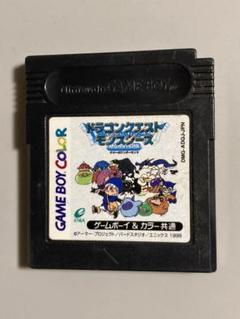 Nintendo GAME BOY
ドラゴンクエスト
モンスターズ
GAME BOY COLOR
DMG-AOGJ-JPN
ENIX
ゲームボーイ & カラー 共通
©アーマー・プロジェクト/バードスタジオ/エニックス 1998